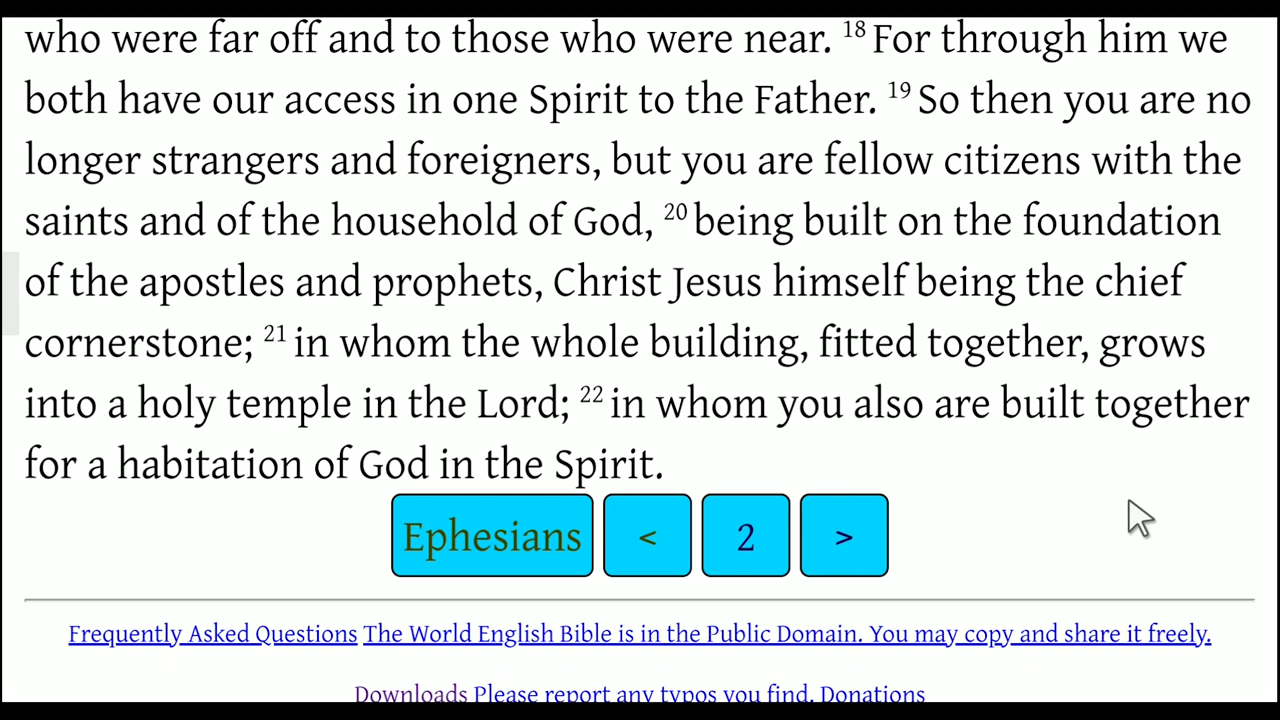 who were far off and to those who were near. 18 For through him we
both have our access in one Spirit to the Father. 19 So then you are no
longer strangers and foreigners, but you are fellow citizens with the
saints and of the household of God, 20 being built on the foundation
of the apostles and prophets, Christ Jesus himself being the chief
cornerstone; 21 in whom the whole building, fitted together, grows
into a holy temple in the Lord; 22 in whom you also are built together
for a habitation of God in the Spirit.
Ephesians < 2 >
Frequently Asked Questions The World English Bible is in the Public Domain. You may copy and share it freely.
Downloads Please report any typos you find. Donations